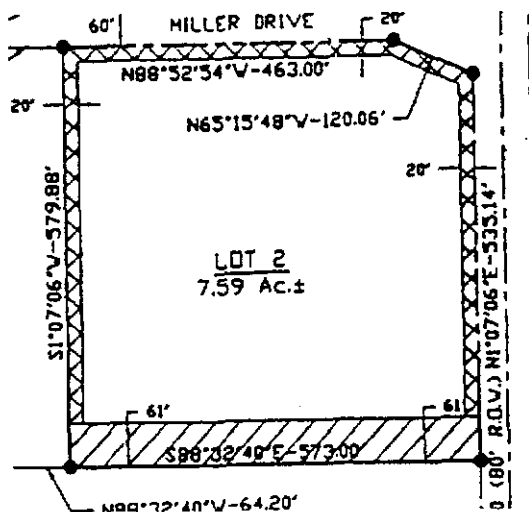 60' MILLER DRIVE 20'
N88°52'54"W-463.00'
N65°15'48"W-120.06'
20'
20'
S1°07'06"W-579.88'
LOT 2
7.59 Ac.±
(80' R.O.W.) N1°07'06"E-535.14'
61' 61'
S88°32'40"E-573.00'
N88°32'40"W-64.20'